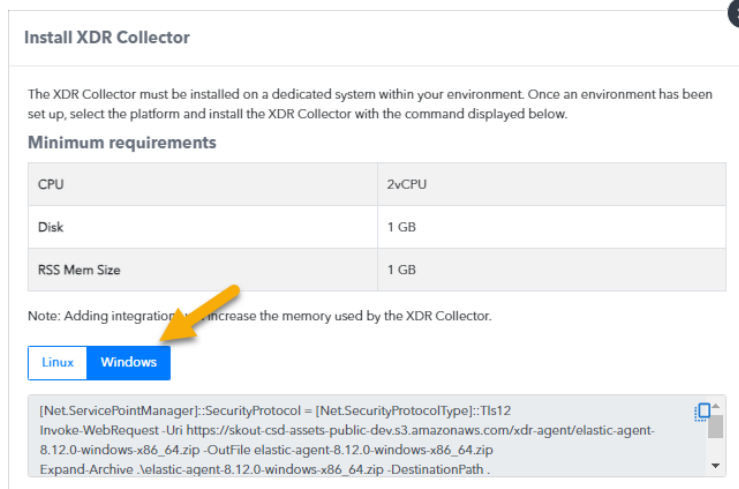 Install XDR Collector
The XDR Collector must be installed on a dedicated system within your environment. Once an environment has been
set up, select the platform and install the XDR Collector with the command displayed below.
Minimum requirements
CPU 2vCPU
Disk 1 GB
RSS Mem Size 1 GB
Note: Adding integration increase the memory used by the XDR Collector.
Linux Windows
[Net.ServicePointManager]::SecurityProtocol = [Net.SecurityProtocolType]::Tls12
Invoke-WebRequest -Uri https://skout-csd-assets-public-dev.s3.amazonaws.com/xdr-agent/elastic-agent-
8.12.0-windows-x86_64.zip -OutFile elastic-agent-8.12.0-windows-x86_64.zip
Expand-Archive .\elastic-agent-8.12.0-windows-x86_64.zip -DestinationPath .